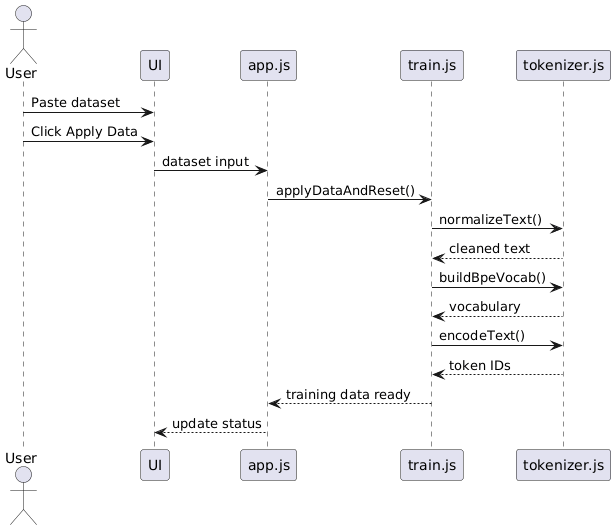 User
UI
app.js
train.js
tokenizer.js
Paste dataset
Click Apply Data
dataset input
applyDataAndReset()
normalizeText()
cleaned text
buildBpeVocab()
vocabulary
encodeText()
token IDs
training data ready
update status
User
UI
app.js
train.js
tokenizer.js